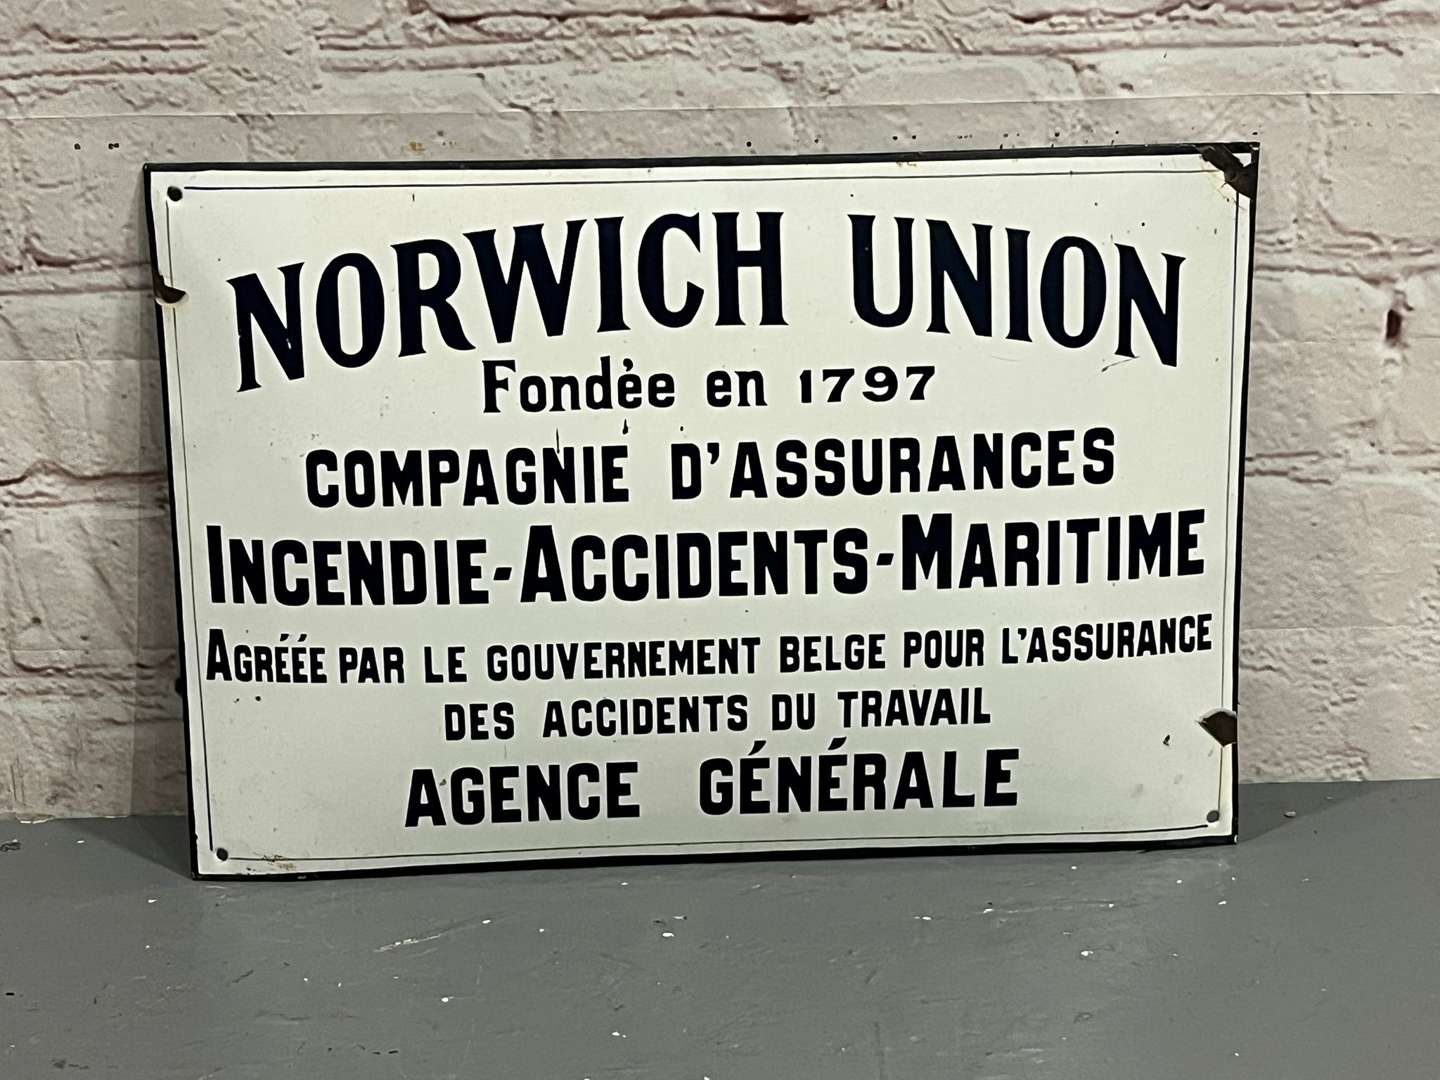 NORWICH UNION
Fondée en 1797
COMPAGNIE D'ASSURANCES
INCENDIE-ACCIDENTS-MARITIME
AGRÉÉE PAR LE GOUVERNEMENT BELGE POUR L'ASSURANCE
DES ACCIDENTS DU TRAVAIL
AGENCE GÉNÉRALE